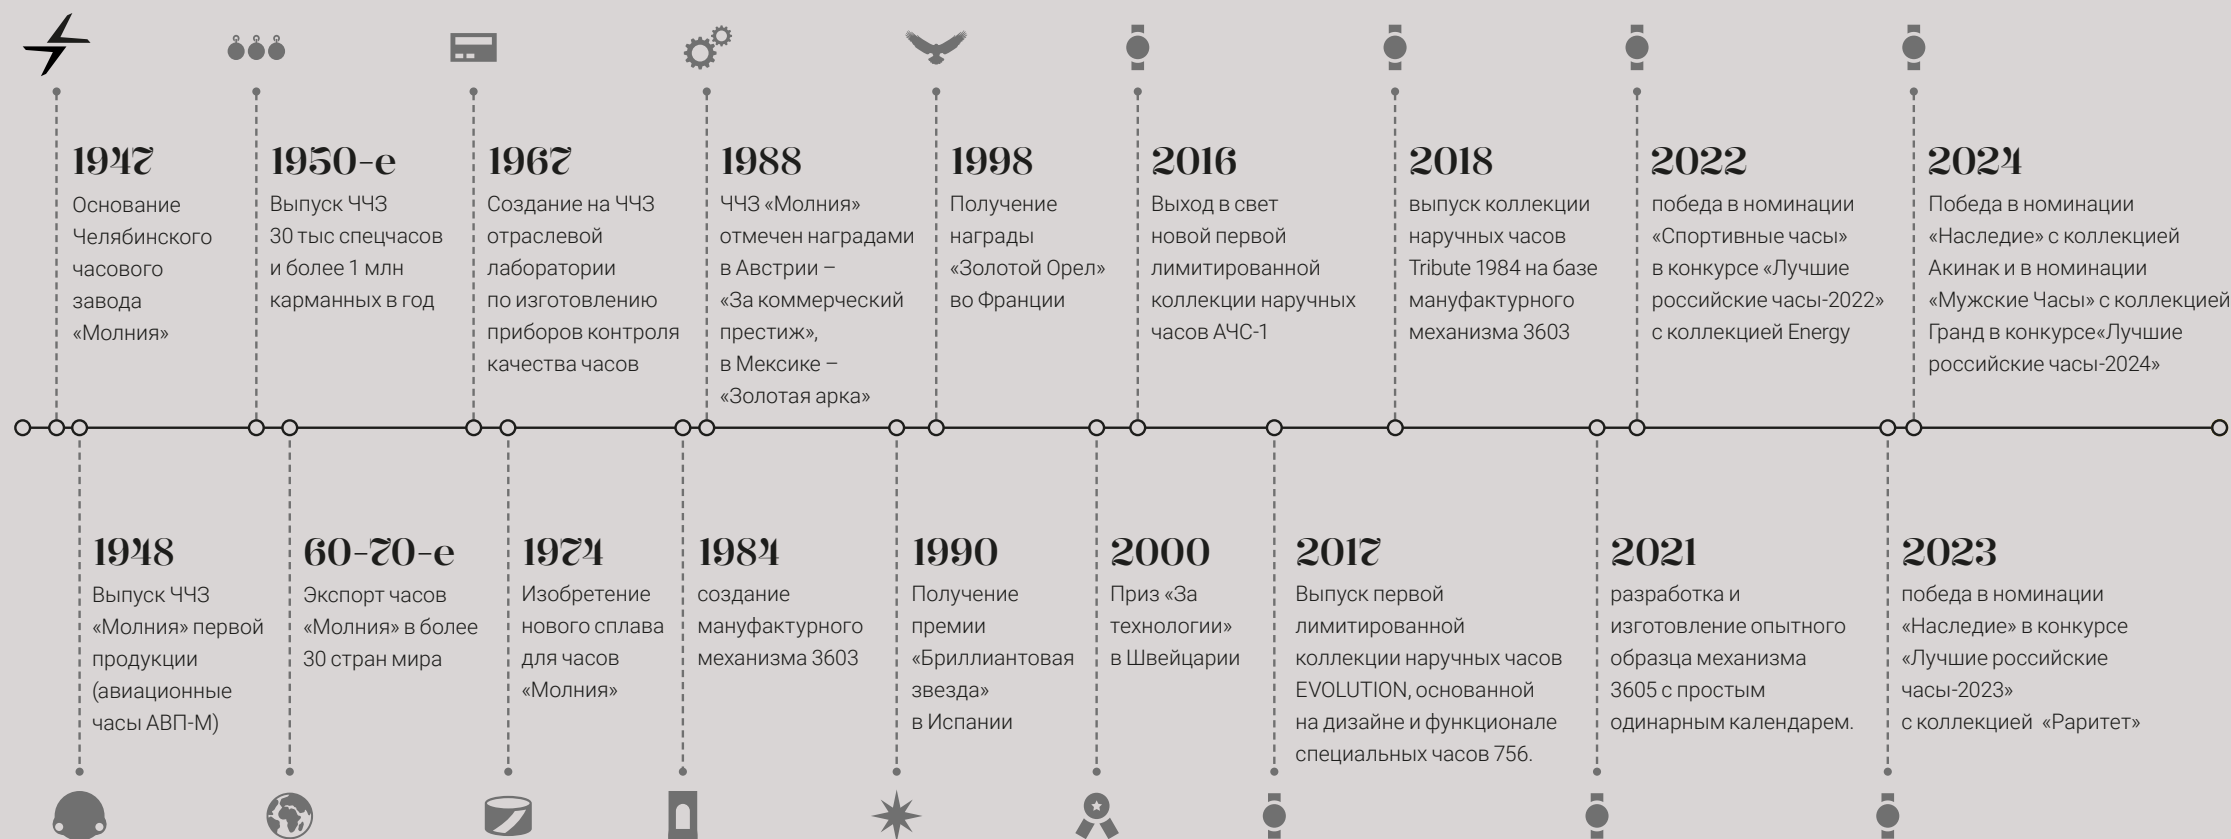 1947
Основание
Челябинского
часового
завода
«Молния»
1950-е
Выпуск ЧЧЗ
30 тыс спецчасов
и более 1 млн
карманных в год
1967
Создание на ЧЧЗ
отраслевой
лаборатории
по изготовлению
приборов контроля
качества часов
1988
ЧЧЗ «Молния»
отмечен наградами
в Австрии –
«За коммерческий
престиж»,
в Мексике –
«Золотая арка»
1998
Получение
награды
«Золотой Орел»
во Франции
2016
Выход в свет
новой первой
лимитированной
коллекции наручных
часов АЧС-1
2018
выпуск коллекции
наручных часов
Tribute 1984 на базе
мануфактурного
механизма 3603
2022
победа в номинации
«Спортивные часы»
в конкурсе «Лучшие
российские часы-2022»
с коллекцией Energy
2024
Победа в номинации
«Наследие» с коллекцией
Акинак и в номинации
«Мужские Часы» с коллекцией
Гранд в конкурсе«Лучшие
российские часы-2024»
1948
Выпуск ЧЧЗ
«Молния» первой
продукции
(авиационные
часы АВП-М)
60-70-е
Экспорт часов
«Молния» в более
30 стран мира
1974
Изобретение
нового сплава
для часов
«Молния»
1984
создание
мануфактурного
механизма 3603
1990
Получение
премии
«Бриллиантовая
звезда»
в Испании
2000
Приз «За
технологии»
в Швейцарии
2017
Выпуск первой
лимитированной
коллекции наручных часов
EVOLUTION, основанной
на дизайне и функционале
специальных часов 756.
2021
разработка и
изготовление опытного
образца механизма
3605 с простым
одинарным календарем.
2023
победа в номинации
«Наследие» в конкурсе
«Лучшие российские
часы-2023»
с коллекцией «Раритет»